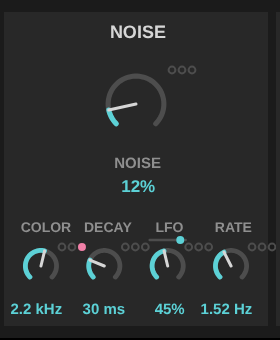 NOISE
NOISE
12%
COLOR DECAY LFO RATE
2.2 kHz 30 ms 45% 1.52 Hz